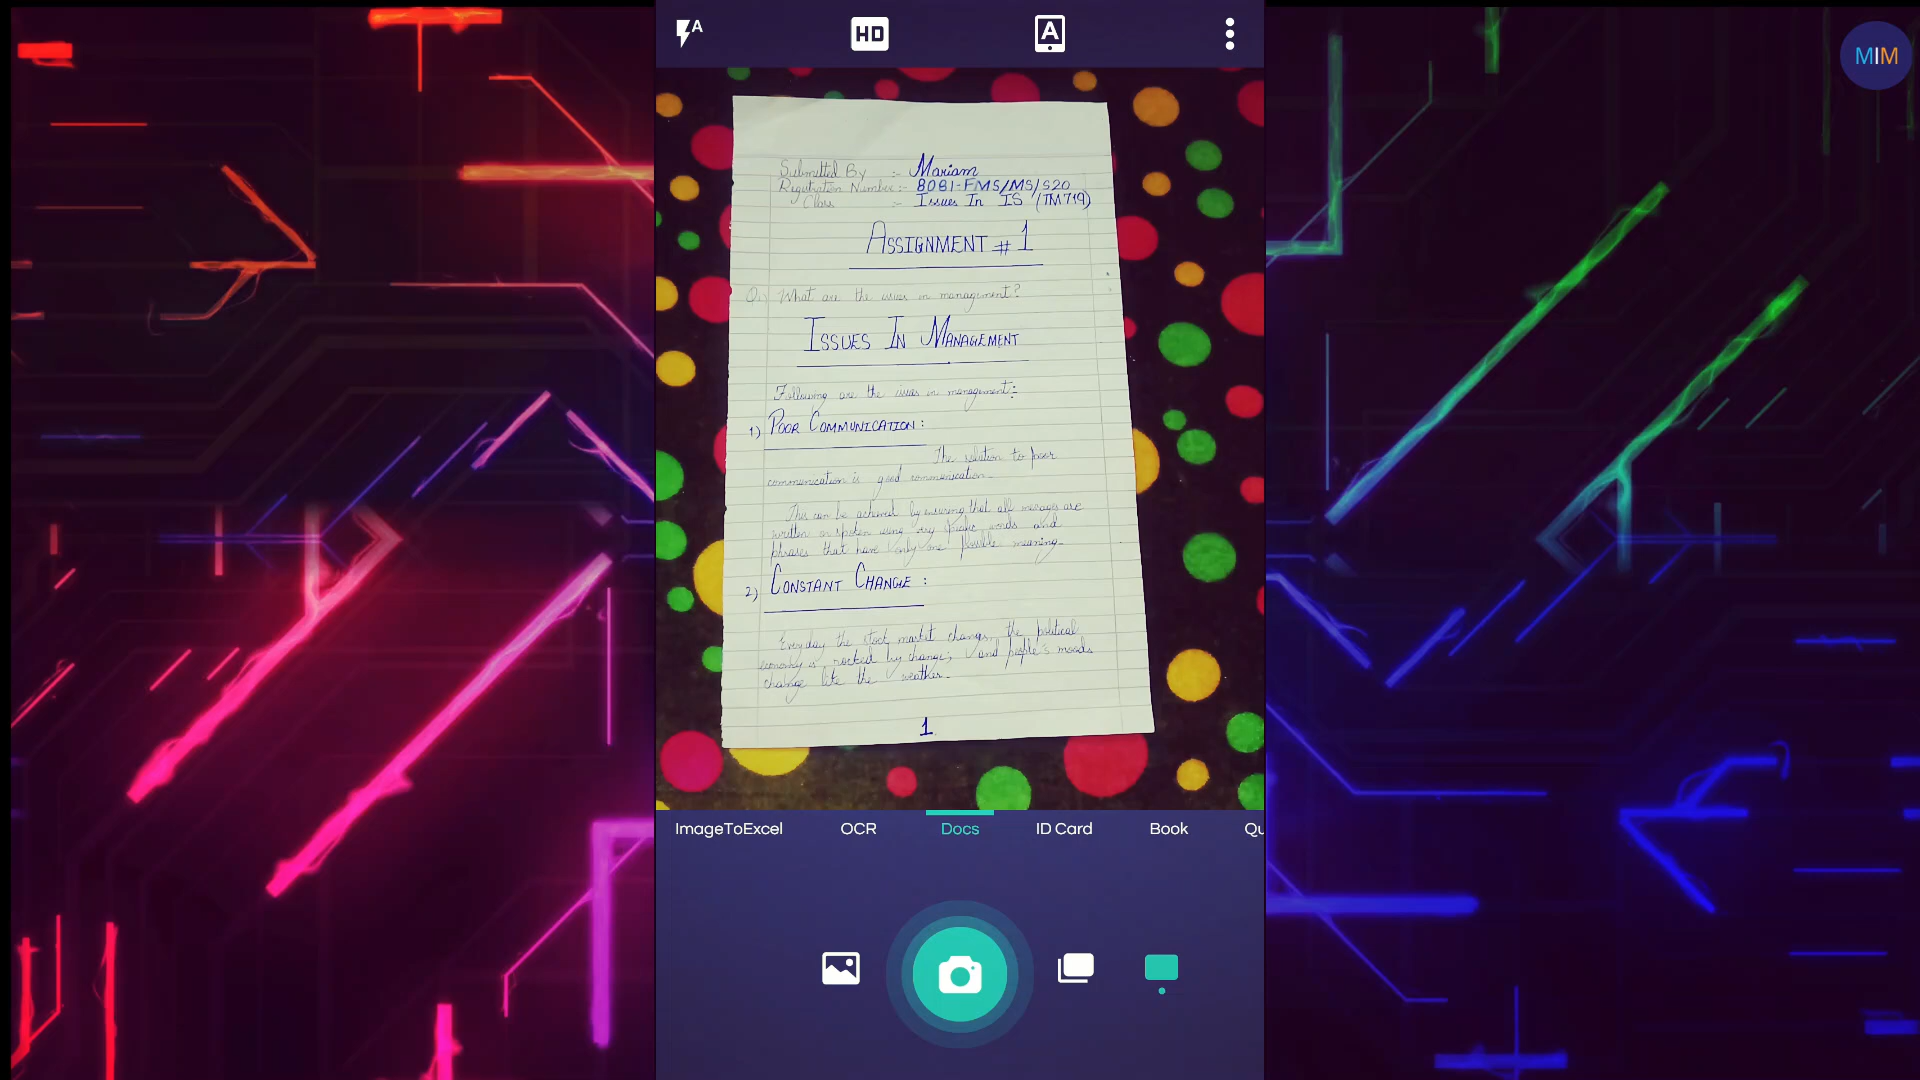 A
HD
A
MIM
Submitted By :- Mariam
Registration Number :- 8081-FMS/MS/S20
Class :- Issues In IS (TM719)
ASSIGNMENT # 1
Q1) What are the issues in management?
ISSUES IN MANAGEMENT
Following are the issues in management:-
1) POOR COMMUNICATION :
The solution to poor
communication is good communication.
This can be achieved by ensuring that all messages are
written or spoken using very specific words and
phrases that have only one possible meaning.
2) CONSTANT CHANGE :
Everyday the stock market changes, the political
economy is rocked by change; and people's moods
change like the weather.
1
ImageToExcel OCR Docs ID Card Book Qu